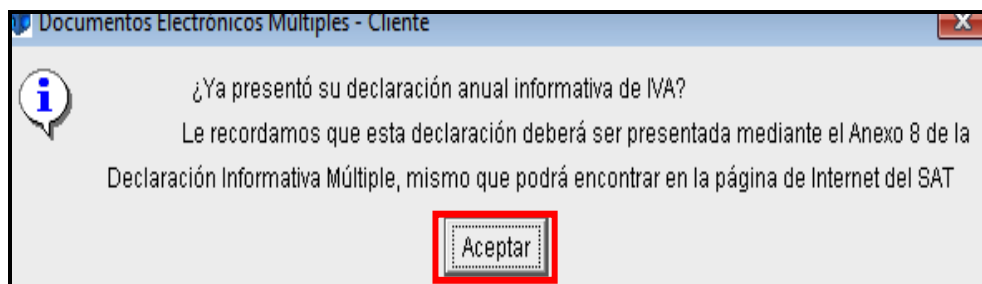 Documentos Electrónicos Múltiples - Cliente
¿Ya presentó su declaración anual informativa de IVA?
Le recordamos que esta declaración deberá ser presentada mediante el Anexo 8 de la
Declaración Informativa Múltiple, mismo que podrá encontrar en la página de Internet del SAT
Aceptar